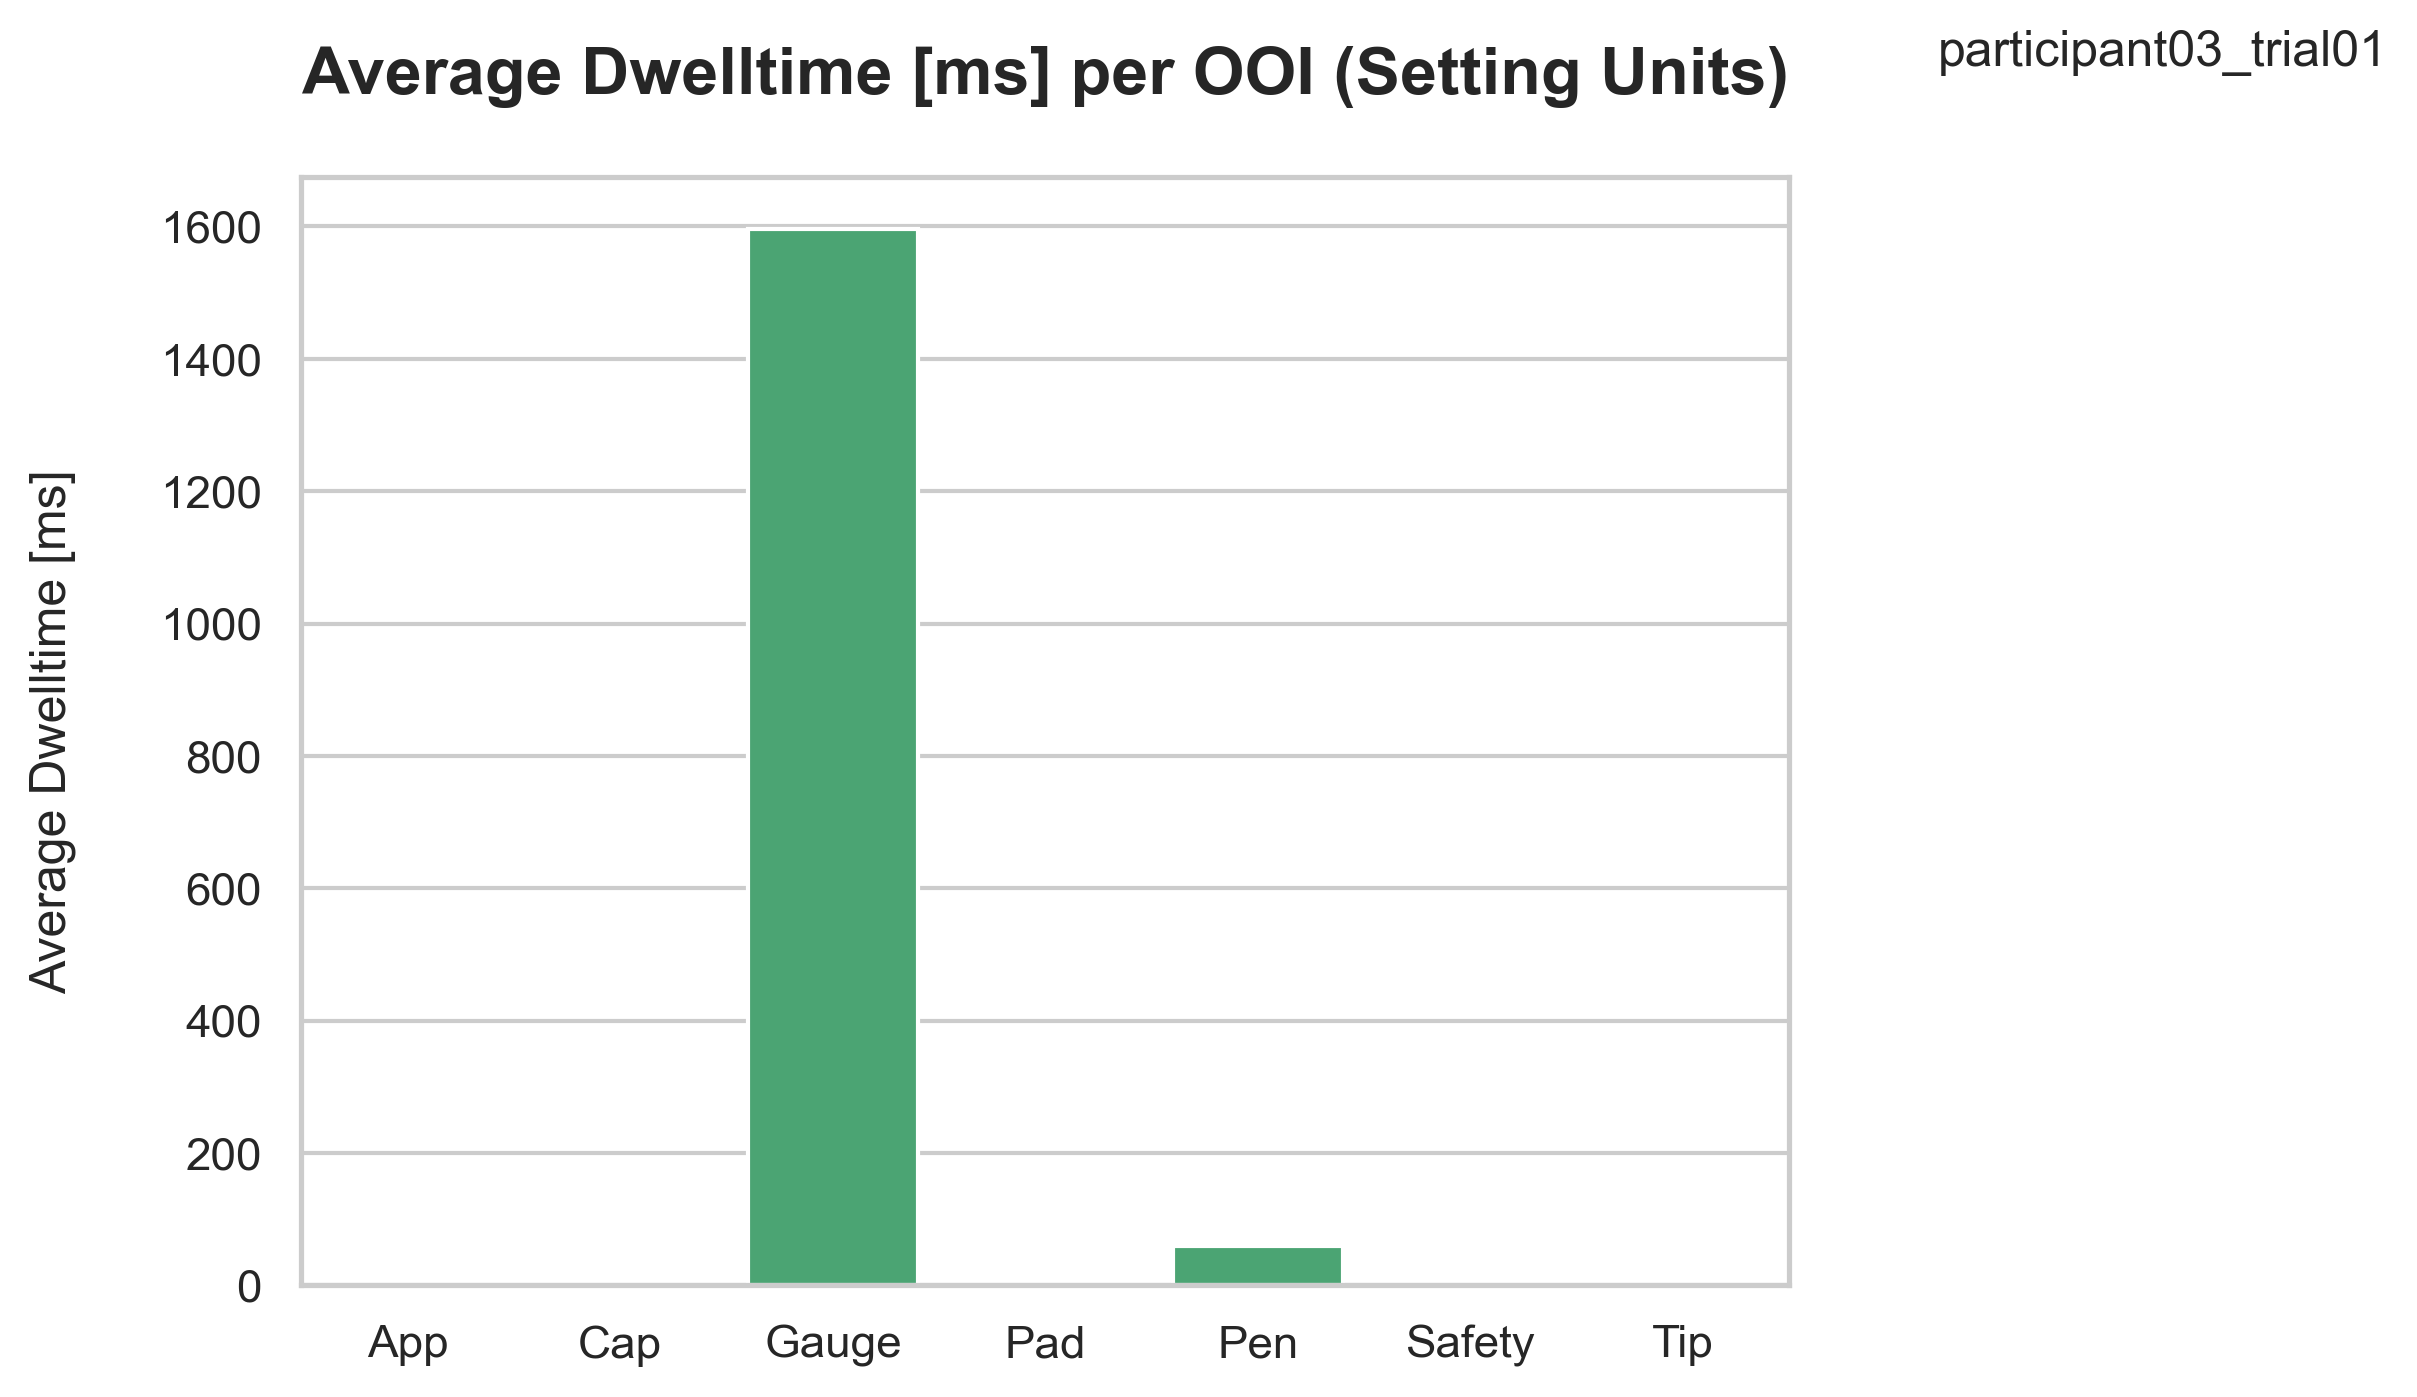 Average Dwelltime [ms] per OOI (Setting Units)
participant03_trial01
Average Dwelltime [ms]
1600
1400
1200
1000
800
600
400
200
0
App Cap Gauge Pad Pen Safety Tip